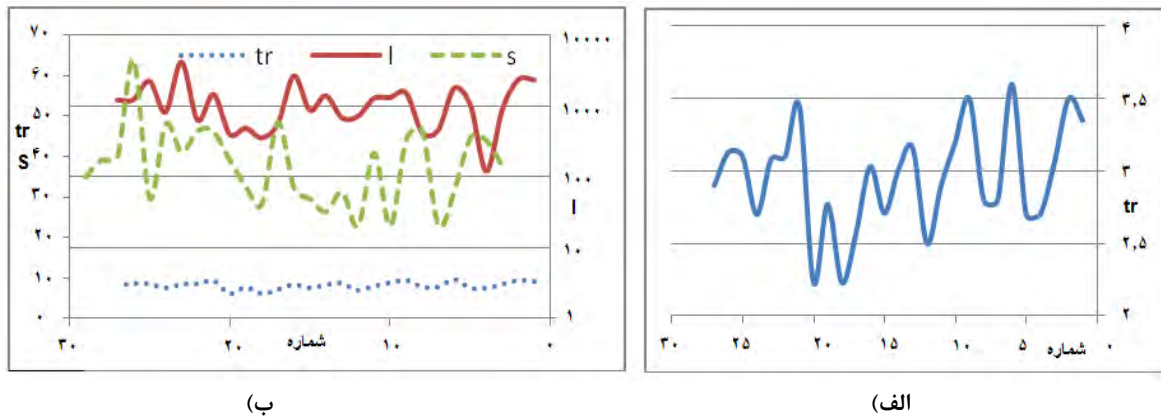 ۷۰
۶۰
۵۰
۴۰
۳۰
۲۰
۱۰
۰
tr
S
tr
l
s
۱۰۰۰۰
۱۰۰۰
۱۰۰
۱۰
۱
l
۳۰
۲۰
شماره
۱۰
۰
ب)
۴
۳,۵
۳
tr
۲,۵
۲
۳۰
۲۵
۲۰
۱۵
۱۰
۵
شماره
۰
الف)